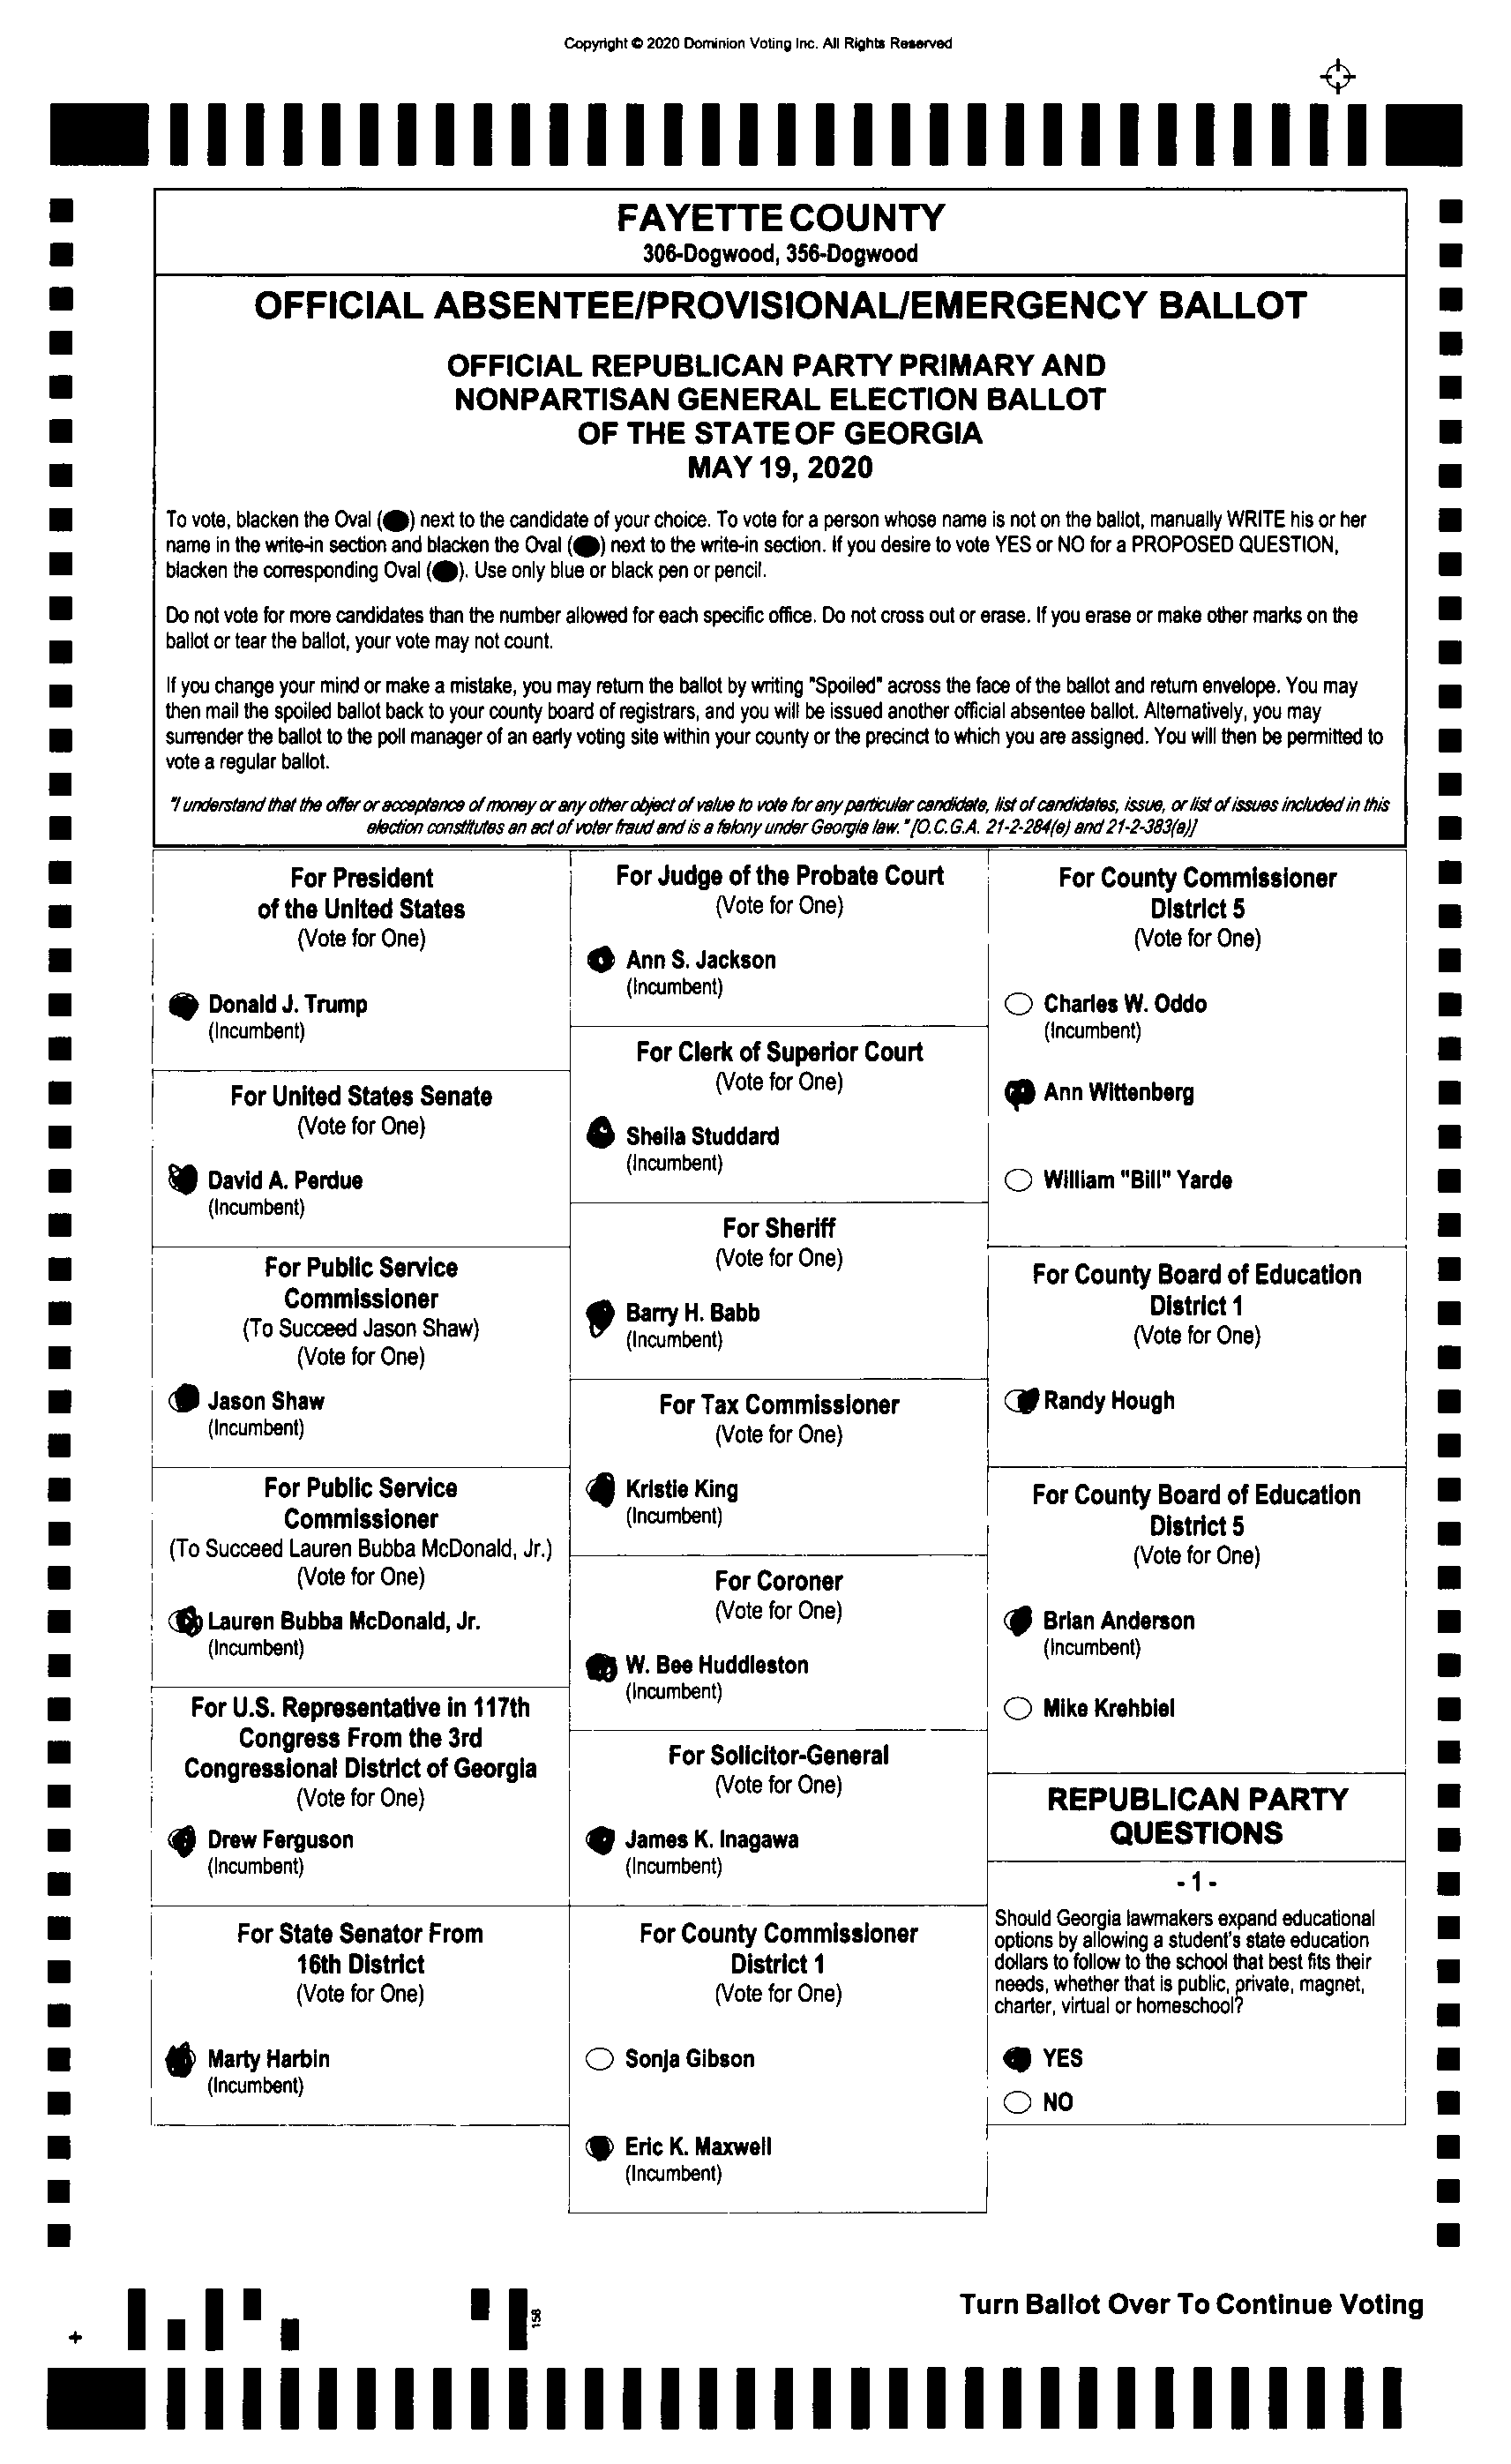 Copyright © 2020 Dominion Voting Inc. All Rights Reserved
FAYETTE COUNTY
306-Dogwood, 356-Dogwood
OFFICIAL ABSENTEE/PROVISIONAL/EMERGENCY BALLOT
OFFICIAL REPUBLICAN PARTY PRIMARY AND
NONPARTISAN GENERAL ELECTION BALLOT
OF THE STATE OF GEORGIA
MAY 19, 2020
To vote, blacken the Oval ( ) next to the candidate of your choice. To vote for a person whose name is not on the ballot, manually WRITE his or her
name in the write-in section and blacken the Oval ( ) next to the write-in section. If you desire to vote YES or NO for a PROPOSED QUESTION,
blacken the corresponding Oval ( ). Use only blue or black pen or pencil.
Do not vote for more candidates than the number allowed for each specific office. Do not cross out or erase. If you erase or make other marks on the
ballot or tear the ballot, your vote may not count.
If you change your mind or make a mistake, you may return the ballot by writing "Spoiled" across the face of the ballot and return envelope. You may
then mail the spoiled ballot back to your county board of registrars, and you will be issued another official absentee ballot. Alternatively, you may
surrender the ballot to the poll manager of an early voting site within your county or the precinct to which you are assigned. You will then be permitted to
vote a regular ballot.
"I understand that the offer or acceptance of money or any other object of value to vote for any particular candidate, list of candidates, issue, or list of issues included in this
election constitutes an act of voter fraud and is a felony under Georgia law." [O.C.G.A. 21-2-284(e) and 21-2-383(a)]
For President
of the United States
(Vote for One)
Donald J. Trump
(Incumbent)
For United States Senate
(Vote for One)
David A. Perdue
(Incumbent)
For Public Service
Commissioner
(To Succeed Jason Shaw)
(Vote for One)
Jason Shaw
(Incumbent)
For Public Service
Commissioner
(To Succeed Lauren Bubba McDonald, Jr.)
(Vote for One)
Lauren Bubba McDonald, Jr.
(Incumbent)
For U.S. Representative in 117th
Congress From the 3rd
Congressional District of Georgia
(Vote for One)
Drew Ferguson
(Incumbent)
For State Senator From
16th District
(Vote for One)
Marty Harbin
(Incumbent)
For Judge of the Probate Court
(Vote for One)
Ann S. Jackson
(Incumbent)
For Clerk of Superior Court
(Vote for One)
Sheila Studdard
(Incumbent)
For Sheriff
(Vote for One)
Barry H. Babb
(Incumbent)
For Tax Commissioner
(Vote for One)
Kristie King
(Incumbent)
For Coroner
(Vote for One)
W. Bee Huddleston
(Incumbent)
For Solicitor-General
(Vote for One)
James K. Inagawa
(Incumbent)
For County Commissioner
District 1
(Vote for One)
Sonja Gibson
Eric K. Maxwell
(Incumbent)
For County Commissioner
District 5
(Vote for One)
Charles W. Oddo
(Incumbent)
Ann Wittenberg
William "Bill" Yarde
For County Board of Education
District 1
(Vote for One)
Randy Hough
For County Board of Education
District 5
(Vote for One)
Brian Anderson
(Incumbent)
Mike Krehbiel
REPUBLICAN PARTY
QUESTIONS
- 1 -
Should Georgia lawmakers expand educational
options by allowing a student's state education
dollars to follow to the school that best fits their
needs, whether that is public, private, magnet,
charter, virtual or homeschool?
YES
NO
158
Turn Ballot Over To Continue Voting